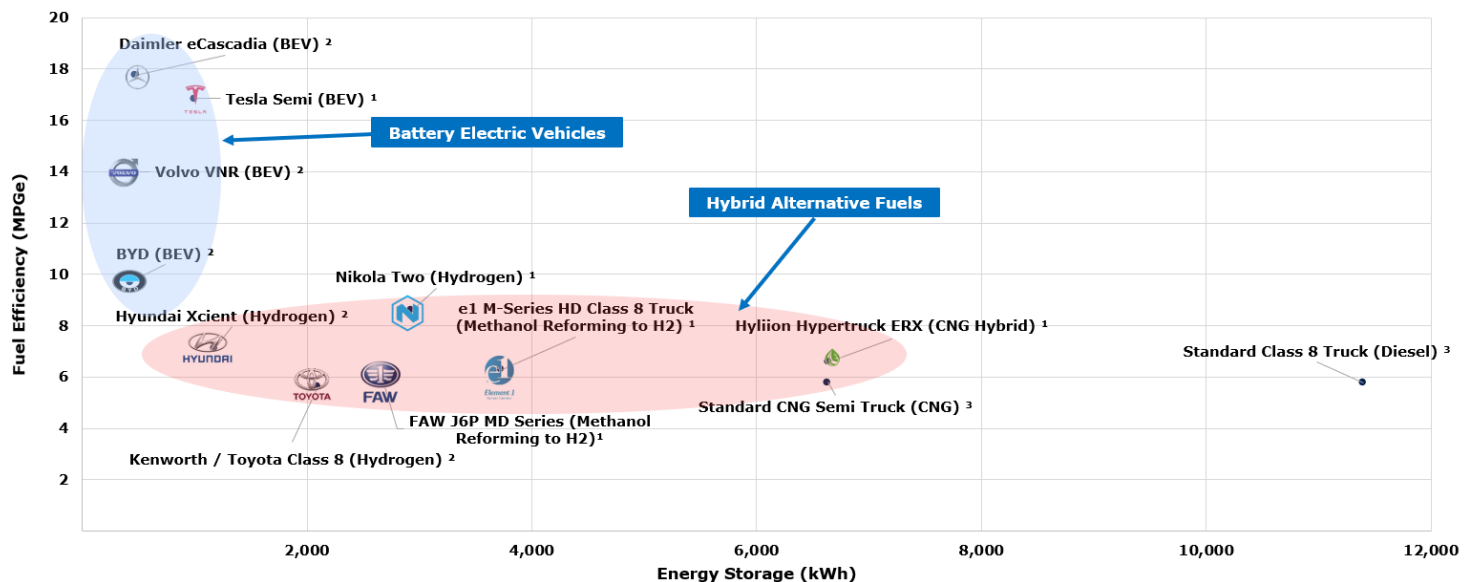 20
Daimler eCascadia (BEV) ²
18
Tesla Semi (BEV) ¹
TESLA
16
Battery Electric Vehicles
14
VOLVO
Volvo VNR (BEV) ²
Hybrid Alternative Fuels
12
BYD (BEV) ²
10
BYD
Nikola Two (Hydrogen) ¹
N
e1 M-Series HD Class 8 Truck
(Methanol Reforming to H2) ¹
Hyundai Xcient (Hydrogen) ²
8
Hyliion Hypertruck ERX (CNG Hybrid) ¹
HYUNDAI
Standard Class 8 Truck (Diesel) ³
6
TOYOTA
FAW
e1
Element 1
Standard CNG Semi Truck (CNG) ³
4
FAW J6P MD Series (Methanol
Reforming to H2)¹
Kenworth / Toyota Class 8 (Hydrogen) ²
2
Fuel Efficiency (MPGe)
2,000
4,000
6,000
8,000
10,000
12,000
Energy Storage (kWh)